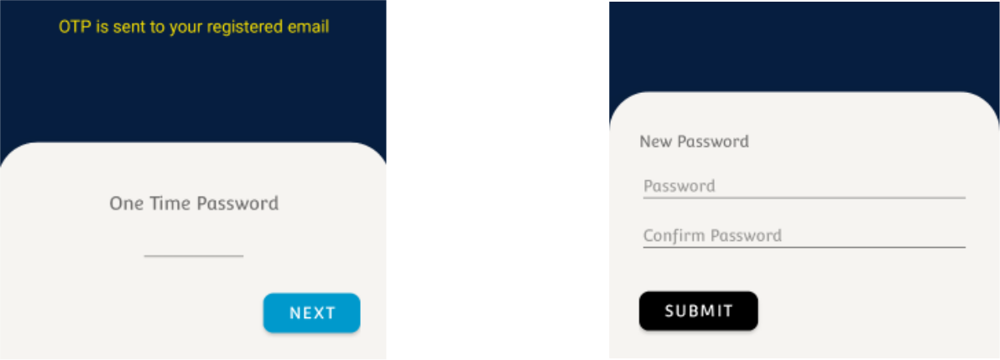 OTP is sent to your registered email
One Time Password
NEXT
New Password
Password
Confirm Password
SUBMIT